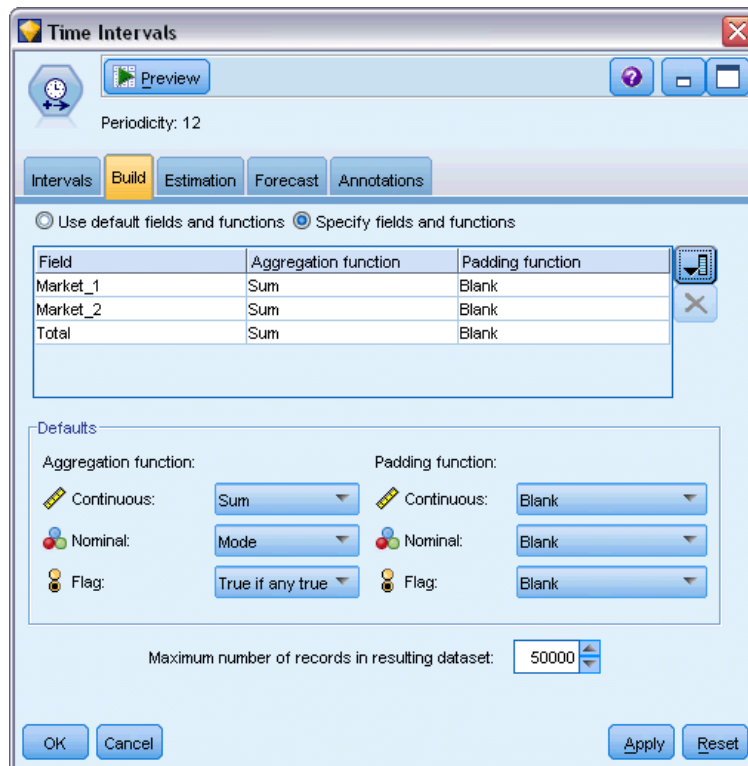 Time Intervals
Preview
Periodicity: 12
Intervals Build Estimation Forecast Annotations
Use default fields and functions Specify fields and functions
Field Aggregation function Padding function
Market_1 Sum Blank
Market_2 Sum Blank
Total Sum Blank
Defaults
Aggregation function: Padding function:
Continuous: Sum Continuous: Blank
Nominal: Mode Nominal: Blank
Flag: True if any true Flag: Blank
Maximum number of records in resulting dataset: 50000
OK Cancel Apply Reset